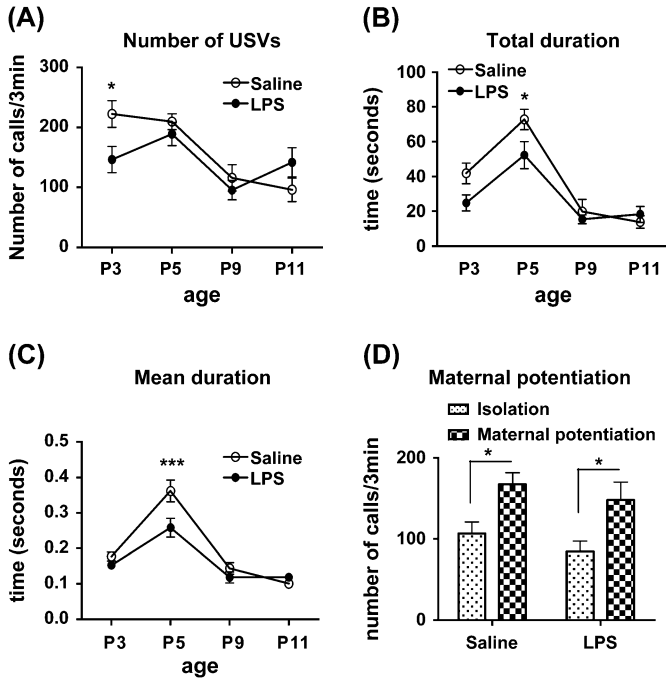 (A)
Number of USVs
Number of calls/3min
300
200
100
0
*
Saline
LPS
P3 P5 P9 P11
age
(B)
Total duration
time (seconds)
100
80
60
40
20
0
Saline
LPS
*
P3 P5 P9 P11
age
(C)
Mean duration
time (seconds)
0.5
0.4
0.3
0.2
0.1
0.0
***
Saline
LPS
P3 P5 P9 P11
age
(D)
Maternal potentiation
Isolation
Maternal potentiation
number of calls/3min
200
100
0
* *
Saline LPS